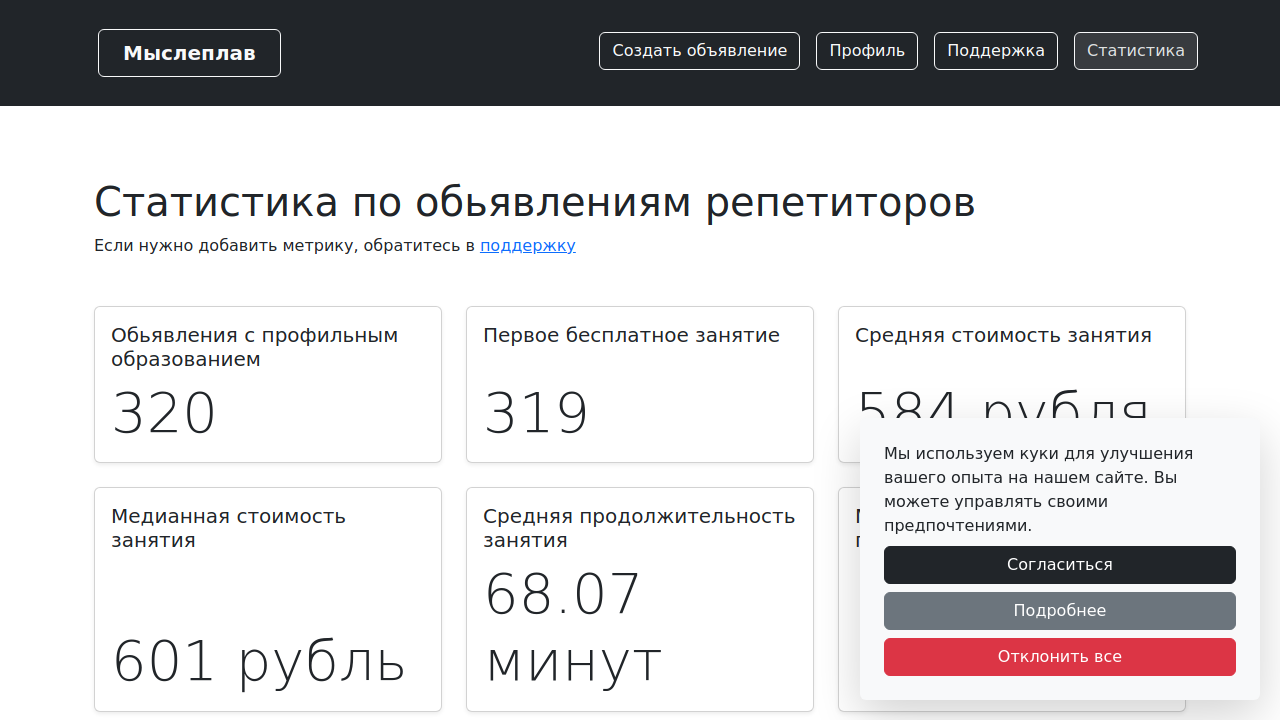 Мыслеплав
Создать объявление
Профиль
Поддержка
Статистика
Статистика по обьявлениям репетиторов
Если нужно добавить метрику, обратитесь в поддержку
Обьявления с профильным
образованием
320
Первое бесплатное занятие
319
Средняя стоимость занятия
584 рубля
Медианная стоимость
занятия
601 рубль
Средняя продолжительность
занятия
68.07
минут
Мы используем куки для улучшения
вашего опыта на нашем сайте. Вы
можете управлять своими
предпочтениями.
Согласиться
Подробнее
Отклонить все